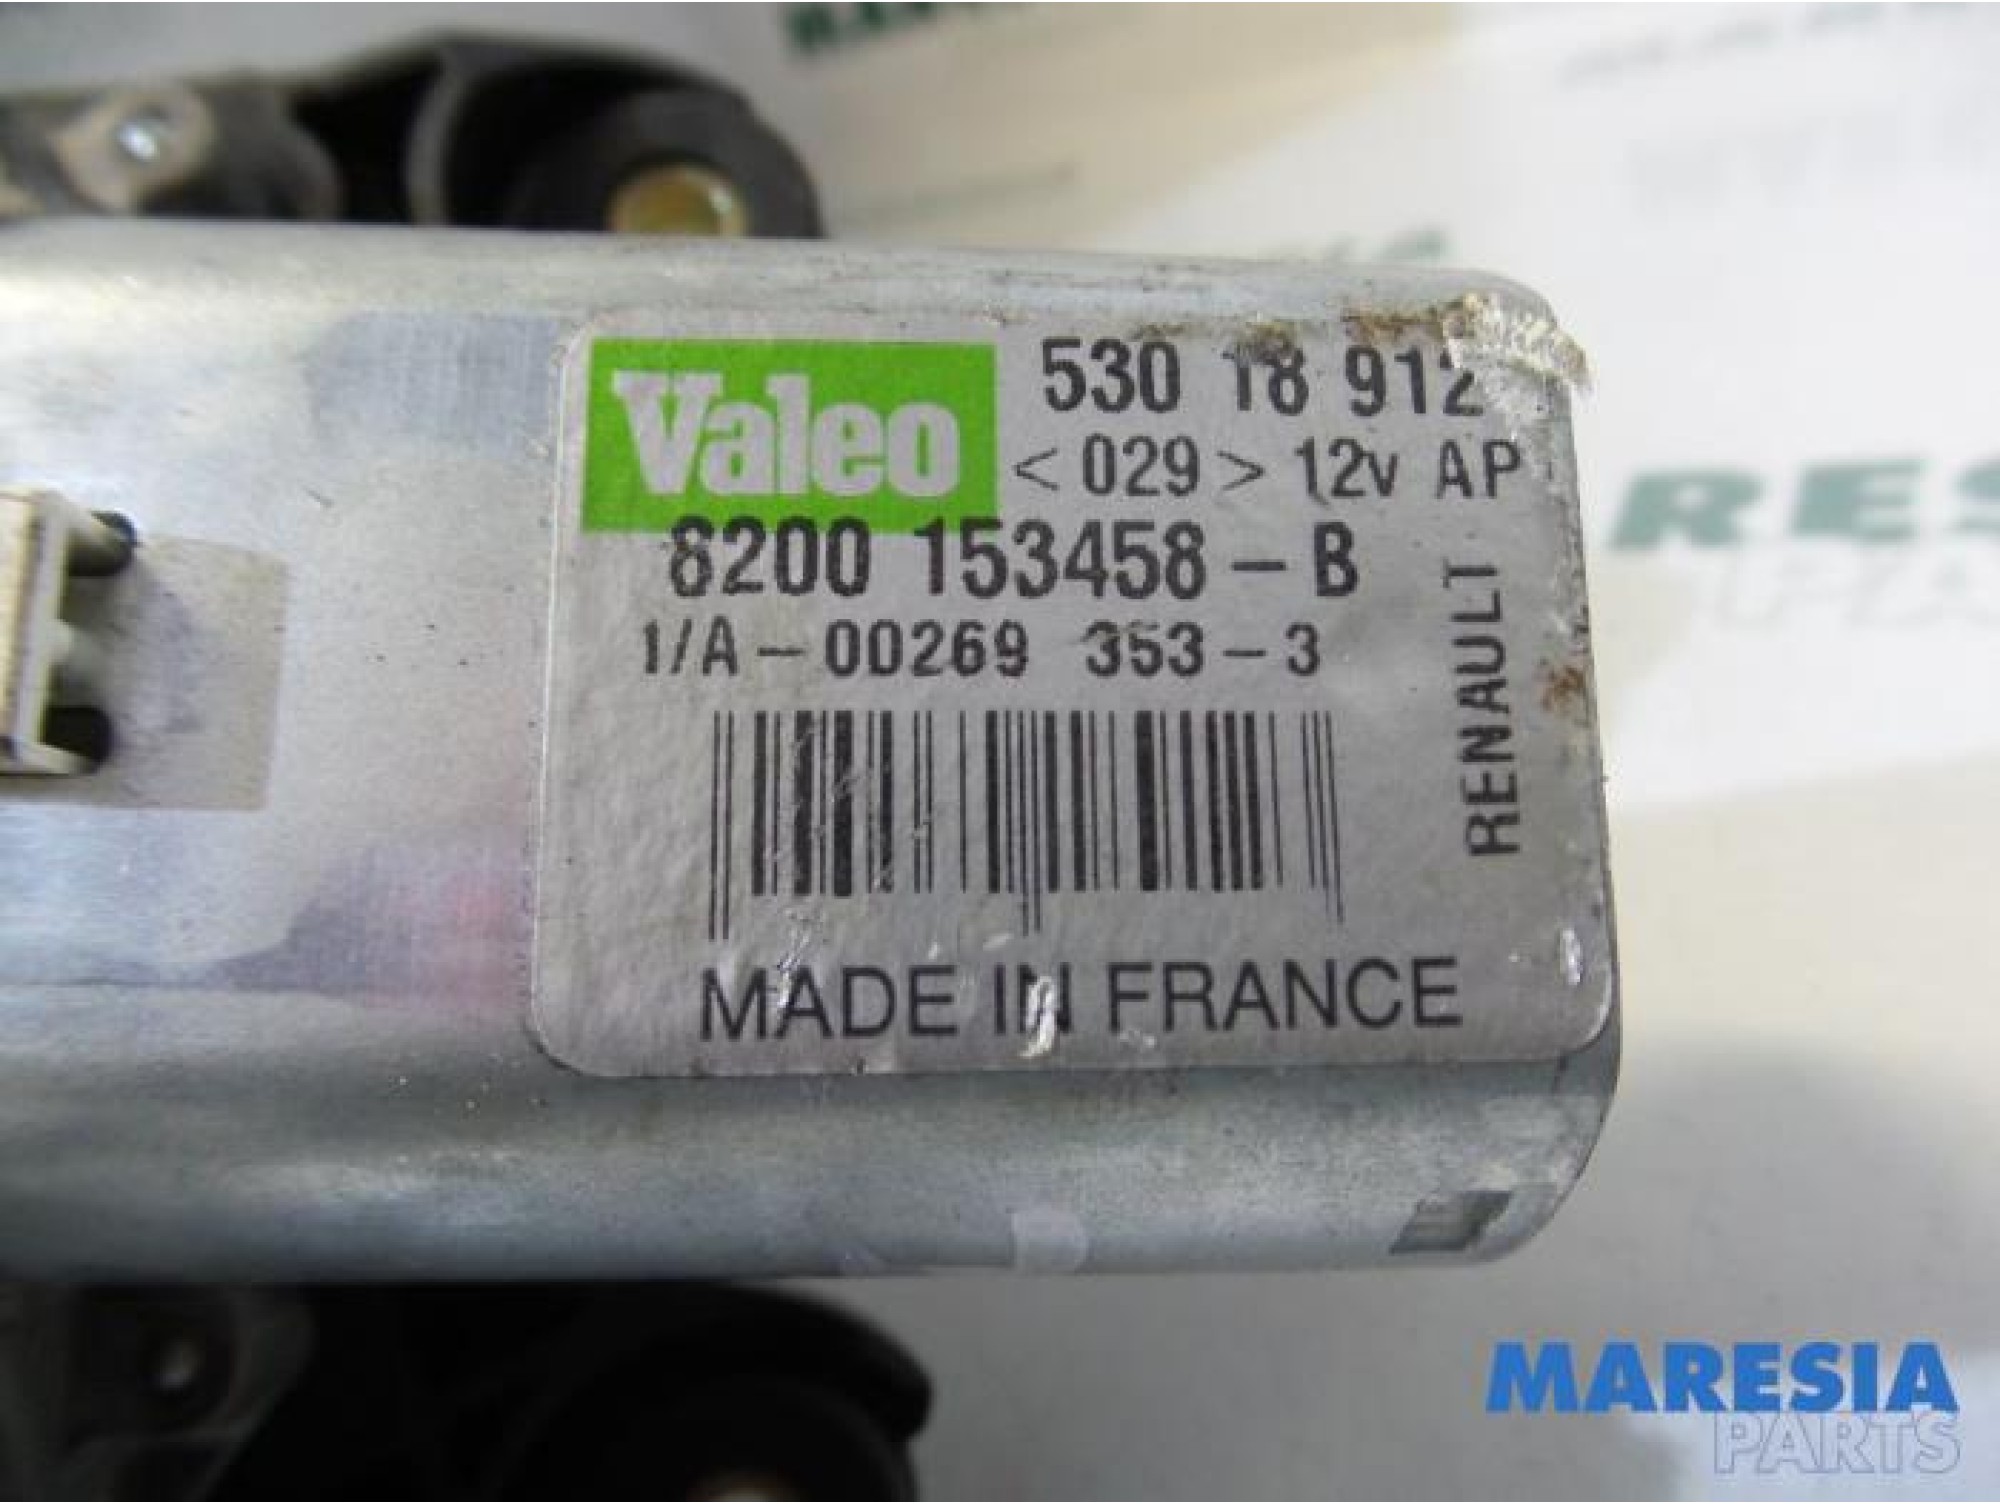 Valeo
530 18 912
< 029 > 12v AP
8200 153458-B
1/A-00269 353-3
RENAULT
MADE IN FRANCE
MARESIA
PARTS